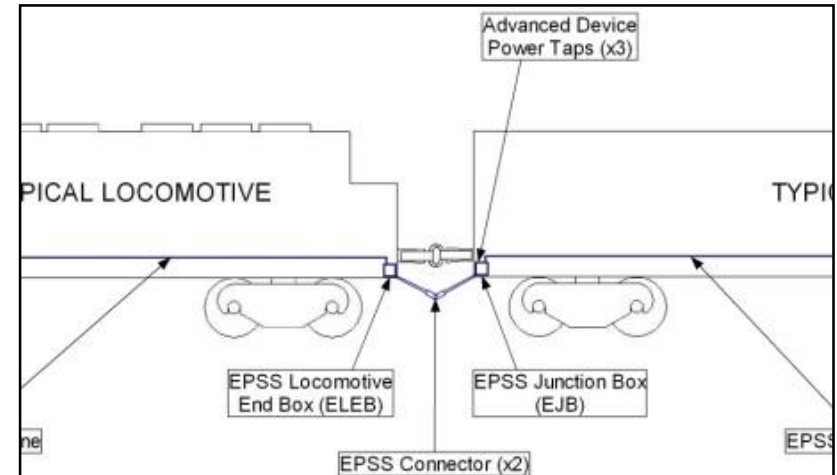 Advanced Device
Power Taps (x3)
PICAL LOCOMOTIVE
TYPIC
EPSS Locomotive
End Box (ELEB)
EPSS Junction Box
(EJB)
ne
EPSS
EPSS Connector (x2)